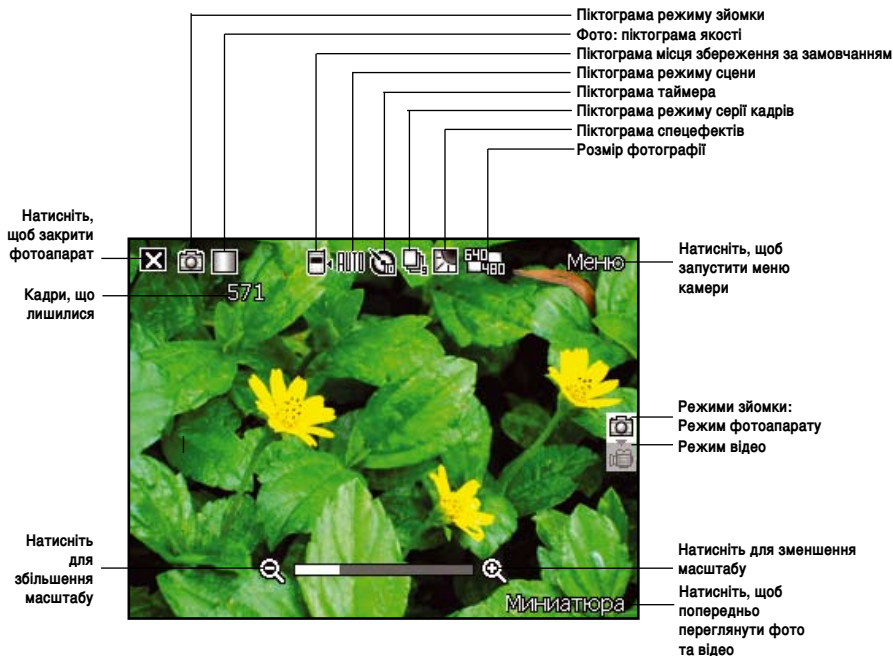 Піктограма режиму зйомки
Фото: піктограма якості
Піктограма місця збереження за замовчанням
Піктограма режиму сцени
Піктограма таймера
Піктограма режиму серії кадрів
Піктограма спецефектів
Розмір фотографії
Натисніть,
щоб закрити
фотоапарат
AUTO
10
s
640
480
Меню
Натисніть, щоб
запустити меню
камери
Кадри, що
лишилися
571
Режими зйомки:
Режим фотоапарату
Режим відео
Натисніть
для
збільшення
масштабу
Натисніть для зменшення
масштабу
Миниатюра
Натисніть, щоб
попередньо
переглянути фото
та відео